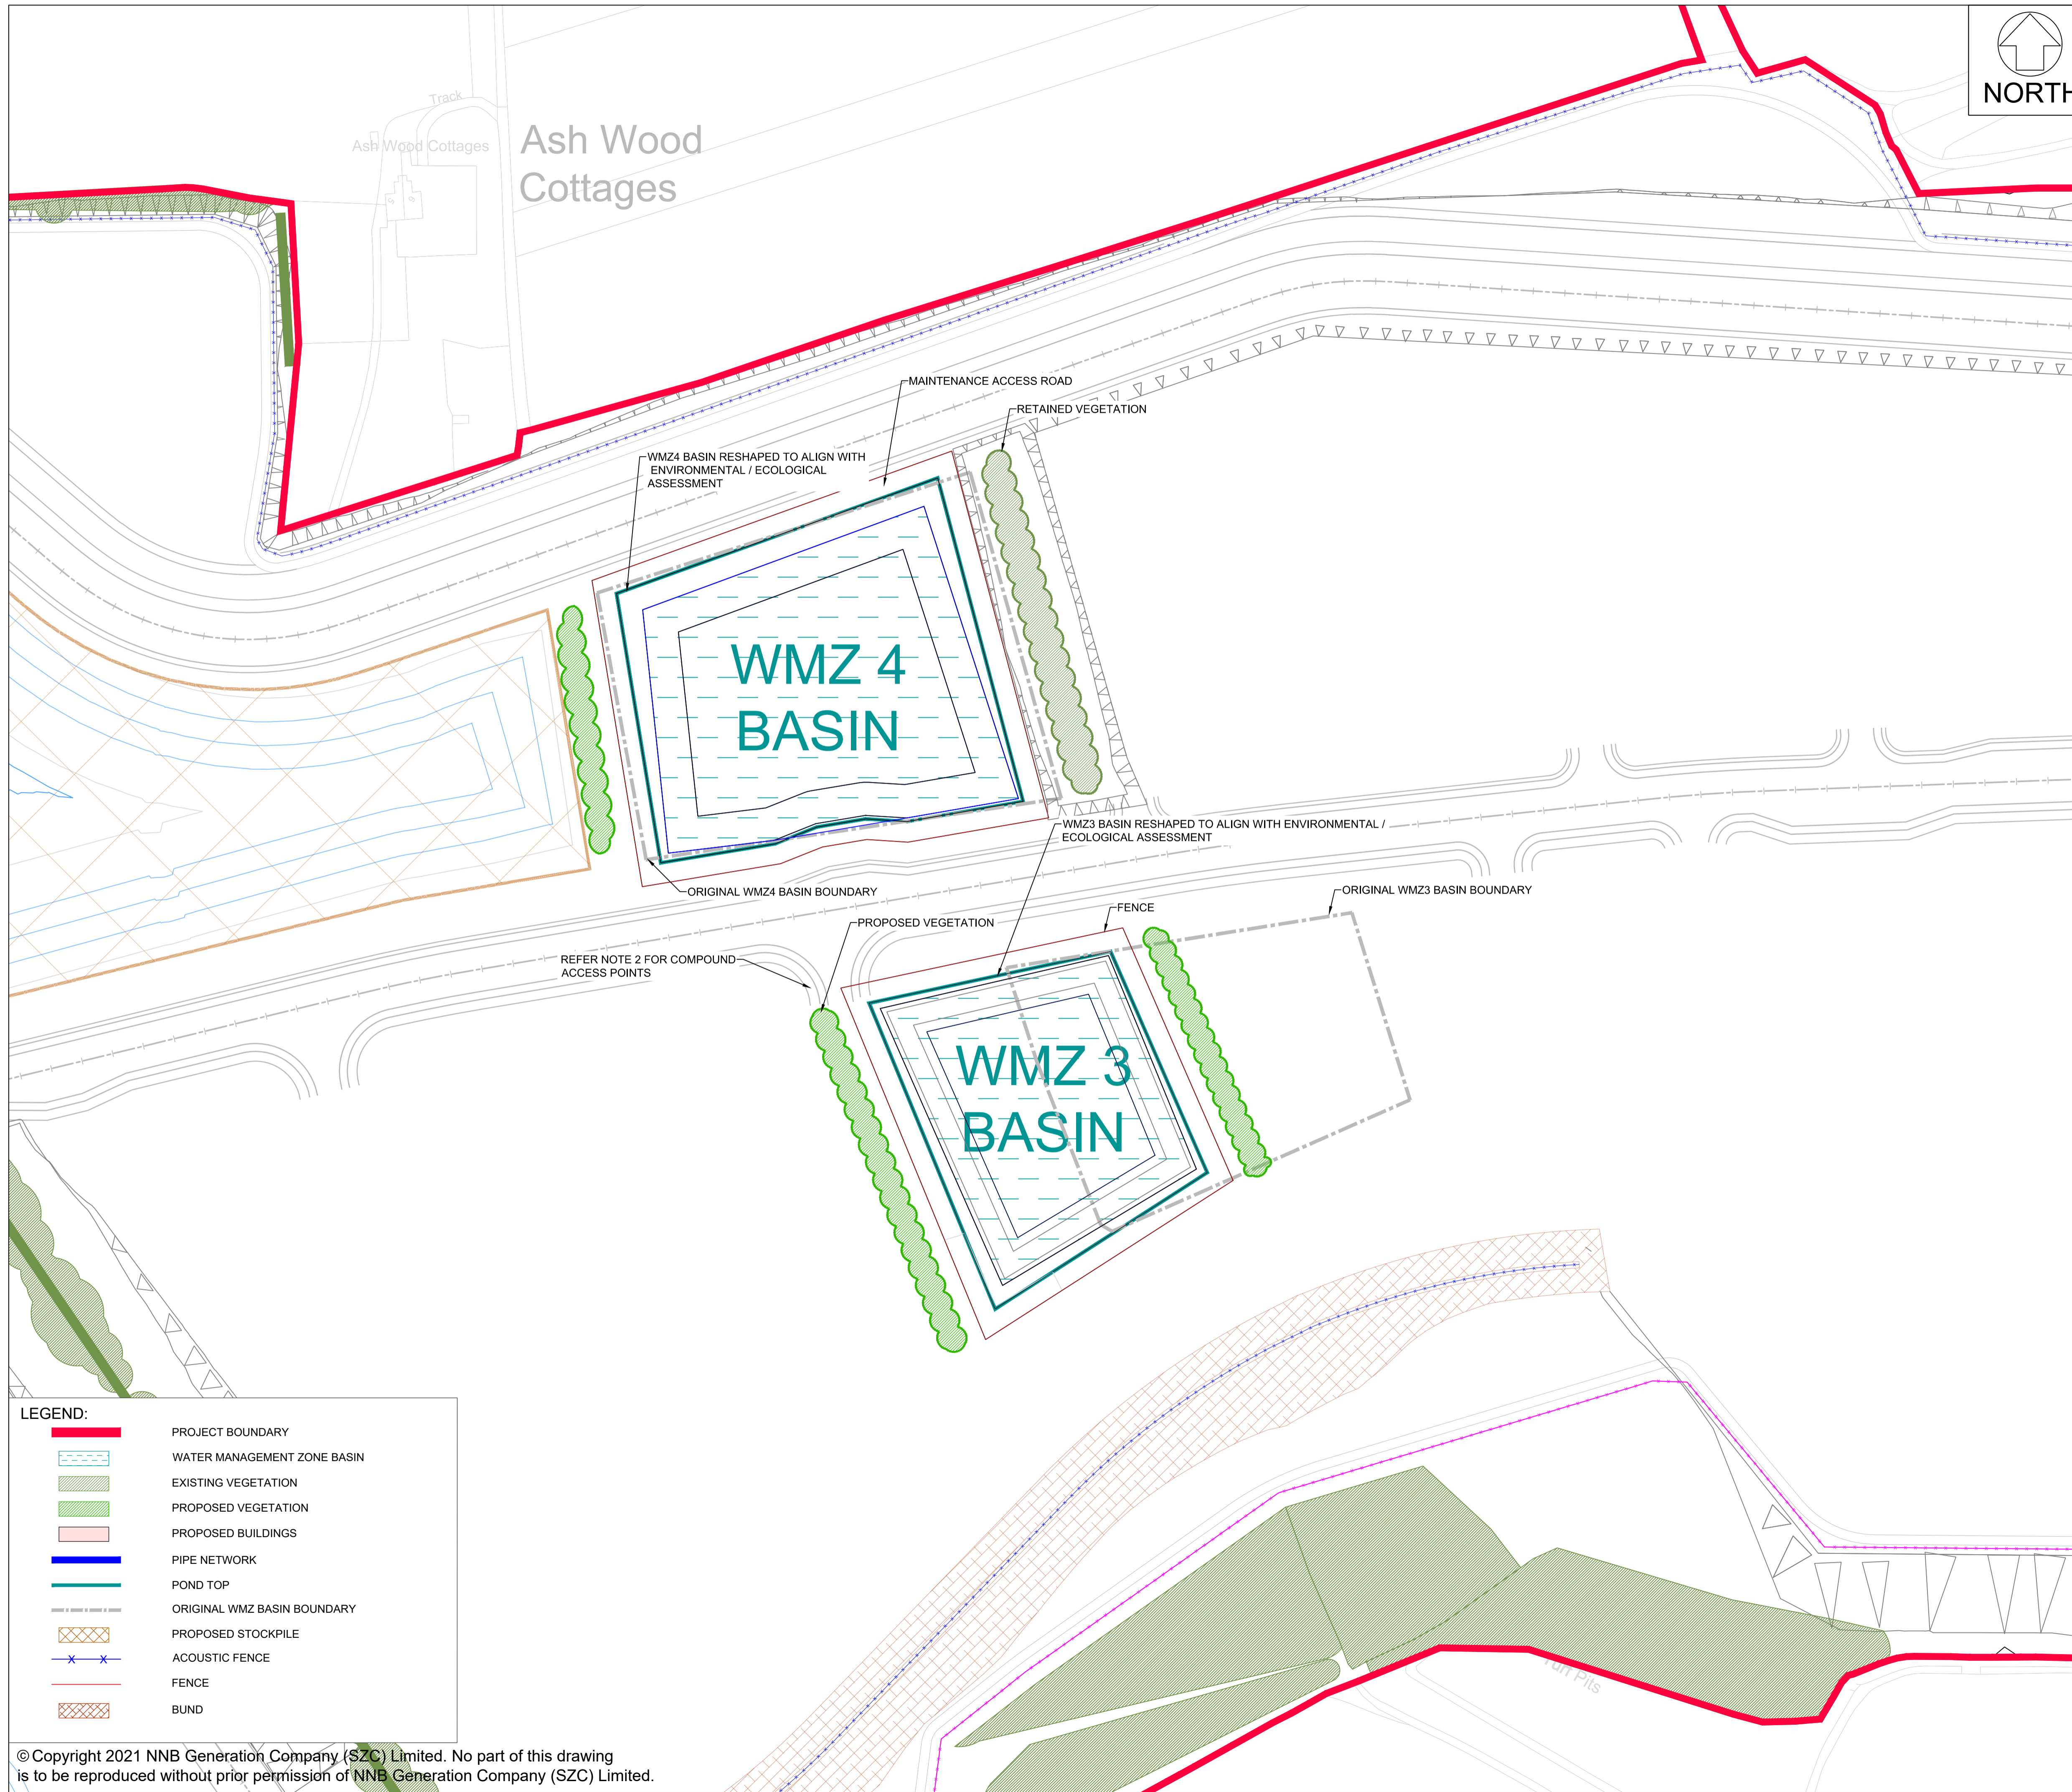 NORTH
Track
Ash Wood Cottages
Ash Wood
Cottages
MAINTENANCE ACCESS ROAD
RETAINED VEGETATION
WMZ4 BASIN RESHAPED TO ALIGN WITH
ENVIRONMENTAL / ECOLOGICAL
ASSESSMENT
WMZ 4
BASIN
WMZ3 BASIN RESHAPED TO ALIGN WITH ENVIRONMENTAL /
ECOLOGICAL ASSESSMENT
ORIGINAL WMZ4 BASIN BOUNDARY
ORIGINAL WMZ3 BASIN BOUNDARY
FENCE
PROPOSED VEGETATION
REFER NOTE 2 FOR COMPOUND
ACCESS POINTS
WMZ 3
BASIN
Turf Pits
LEGEND:
PROJECT BOUNDARY
WATER MANAGEMENT ZONE BASIN
EXISTING VEGETATION
PROPOSED VEGETATION
PROPOSED BUILDINGS
PIPE NETWORK
POND TOP
ORIGINAL WMZ BASIN BOUNDARY
PROPOSED STOCKPILE
ACOUSTIC FENCE
FENCE
BUND
© Copyright 2021 NNB Generation Company (SZC) Limited. No part of this drawing
is to be reproduced without prior permission of NNB Generation Company (SZC) Limited.